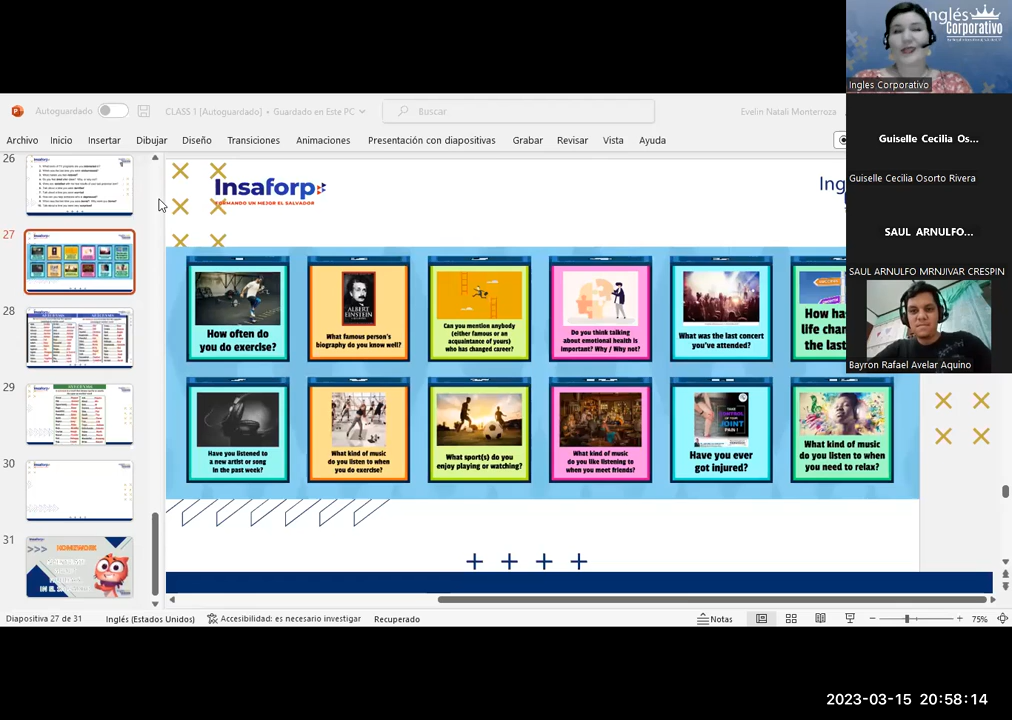 Inglés
Corporativo
Ingles Corporativo
Autoguardado
CLASS 1 [Autoguardado] • Guardado en Este PC
Buscar
Evelin Natali Monterroza
Guiselle Cecilia Os...
Archivo Inicio Insertar Dibujar Diseño Transiciones Animaciones Presentación con diapositivas Grabar Revisar Vista Ayuda
Guiselle Cecilia Osorto Rivera
SAUL ARNULFO...
SAUL ARNULFO MRNJIVAR CRESPIN
Bayron Rafael Avelar Aquino
26
27
28
29
30
31
HOMEWORK
Insaforp
FORMANDO UN MEJOR EL SALVADOR
Ing
How often do
you do exercise?
ALBERT
EINSTEIN
What famous person's
biography do you know well?
Can you mention anybody
(either famous or an
acquaintance of yours)
who has changed career?
Do you think talking
about emotional health is
important? Why / Why not?
What was the last concert
you've attended?
How has
life chan
the last
Have you listened to
a new artist or song
in the past week?
What kind of music
do you listen to when
you do exercise?
What sport(s) do you
enjoy playing or watching?
What kind of music
do you like listening to
when you meet friends?
TAKE
CONTROL
OF YOUR
JOINT
PAIN!
Have you ever
got injured?
What kind of music
do you listen to when
you need to relax?
Diapositiva 27 de 31 Inglés (Estados Unidos) Accesibilidad: es necesario investigar Recuperado Notas 75%
2023-03-15 20:58:14